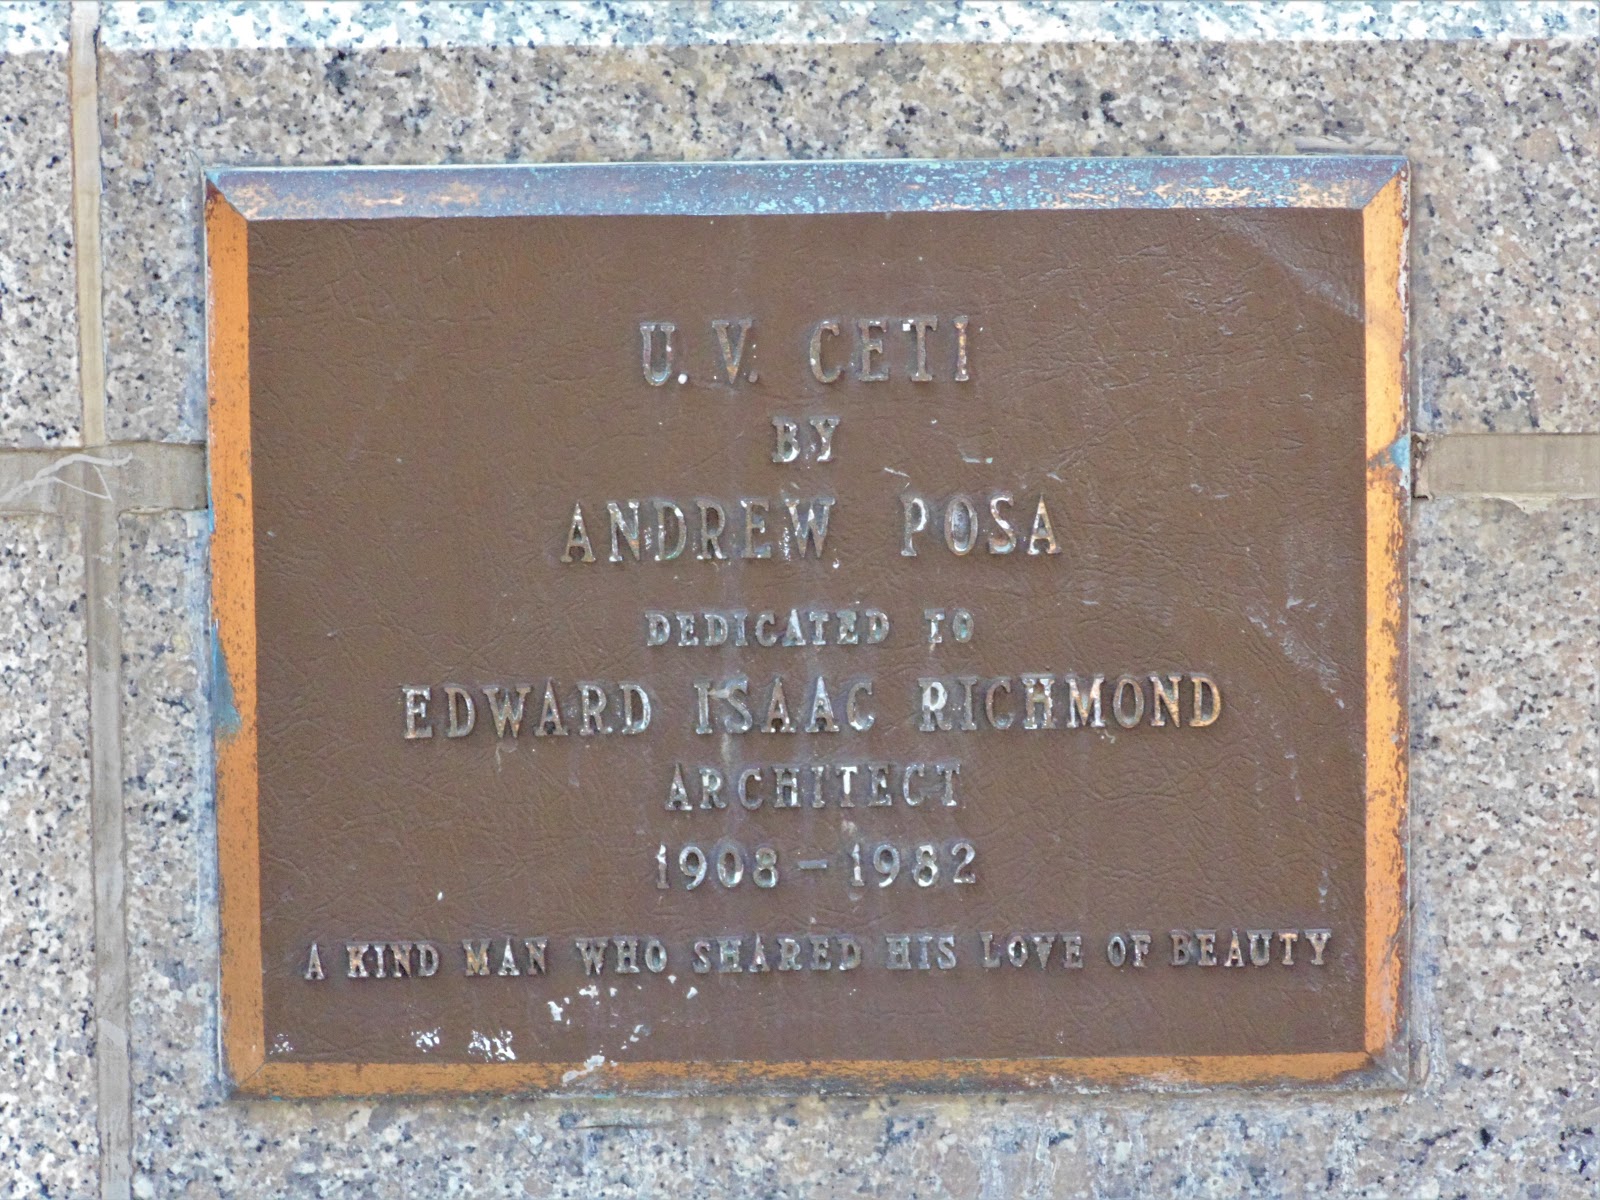 U.V. CETI
BY
ANDREW POSA
DEDICATED TO
EDWARD ISAAC RICHMOND
ARCHITECT
1908 – 1982
A KIND MAN WHO SHARED HIS LOVE OF BEAUTY